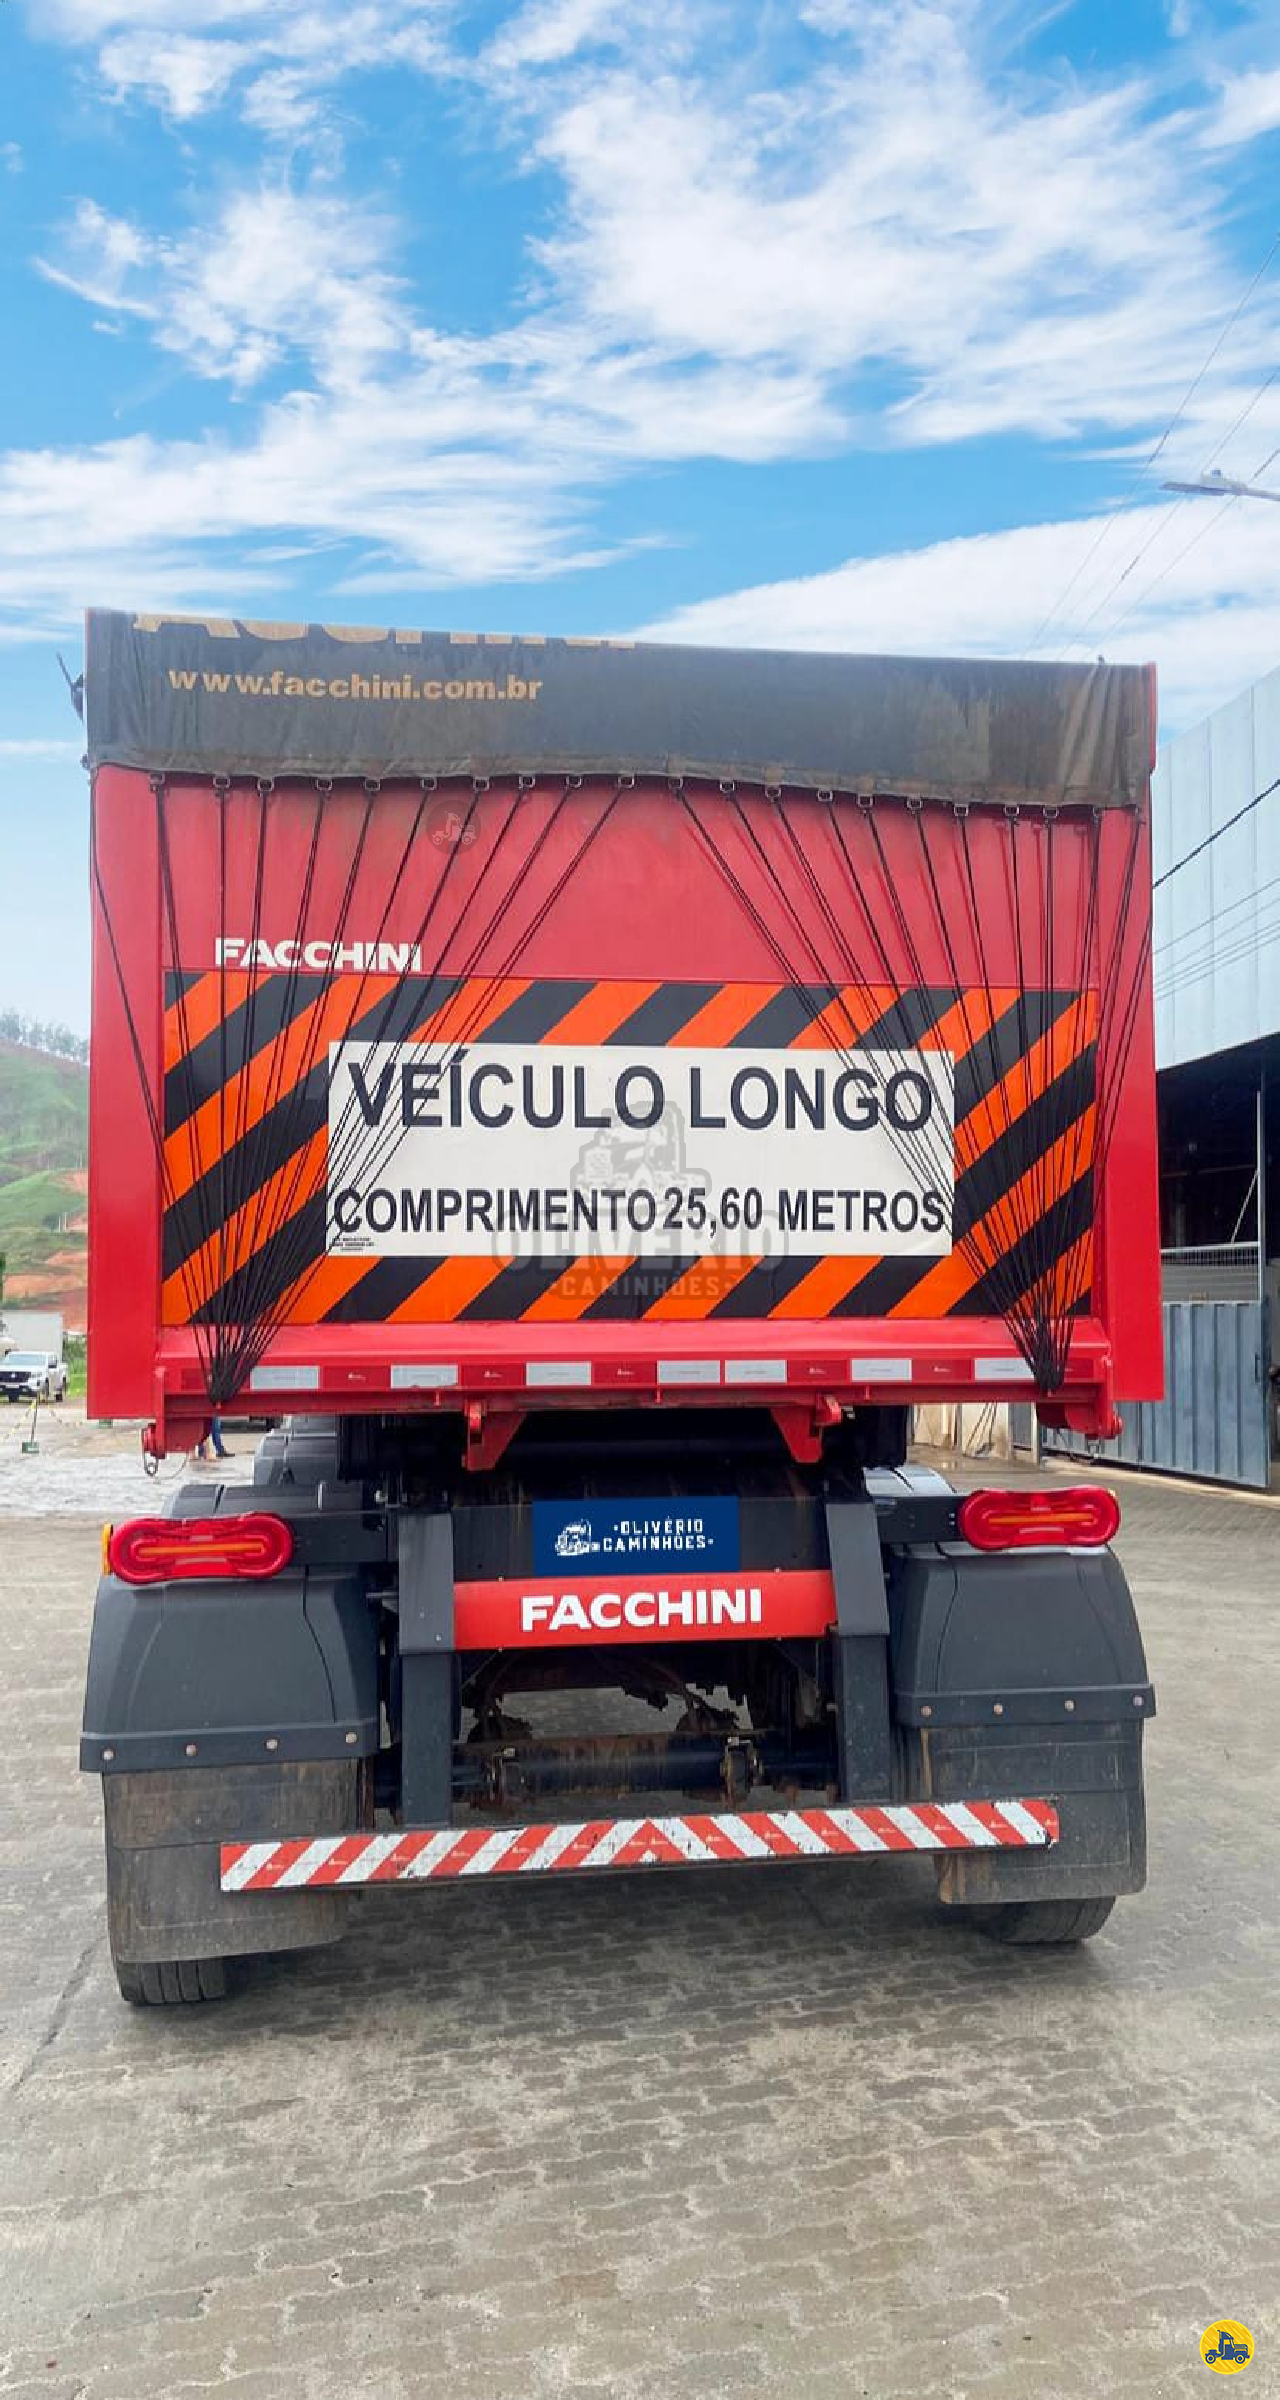 www.facchini.com.br
FACCHINI
VEÍCULO LONGO
COMPRIMENTO 25,60 METROS
OLIVÉRIO
·CAMINHÕES·
·OLIVÉRIO
CAMINHÕES·
FACCHINI